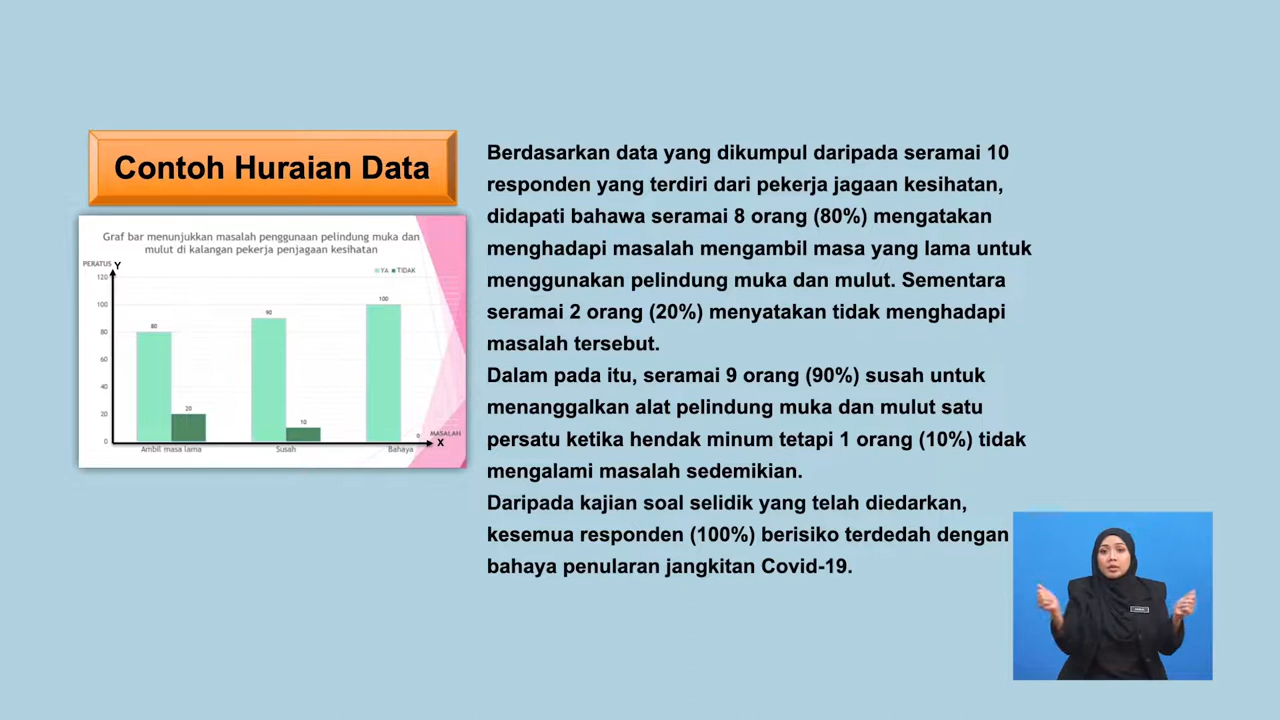 Contoh Huraian Data
Graf bar menunjukkan masalah penggunaan pelindung muka dan
mulut di kalangan pekerja penjagaan kesihatan
PERATUS Y
YA TIDAK
120
100
80
60
40
20
0
80
20
90
10
100
0
MASALAH
X
Ambil masa lama
Susah
Bahaya
Berdasarkan data yang dikumpul daripada seramai 10
responden yang terdiri dari pekerja jagaan kesihatan,
didapati bahawa seramai 8 orang (80%) mengatakan
menghadapi masalah mengambil masa yang lama untuk
menggunakan pelindung muka dan mulut. Sementara
seramai 2 orang (20%) menyatakan tidak menghadapi
masalah tersebut.
Dalam pada itu, seramai 9 orang (90%) susah untuk
menanggalkan alat pelindung muka dan mulut satu
persatu ketika hendak minum tetapi 1 orang (10%) tidak
mengalami masalah sedemikian.
Daripada kajian soal selidik yang telah diedarkan,
kesemua responden (100%) berisiko terdedah dengan
bahaya penularan jangkitan Covid-19.